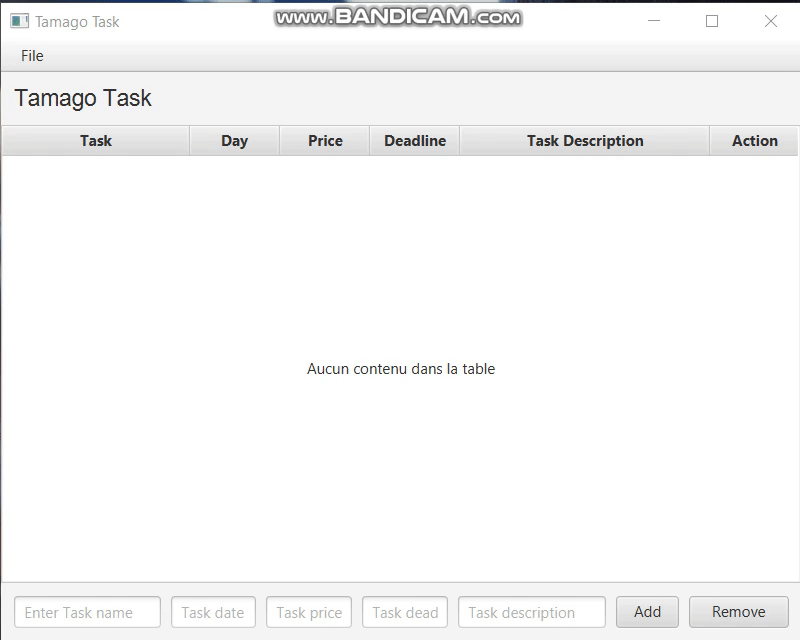 Tamago Task
www.BANDICAM.com
File
Tamago Task
Task Day Price Deadline Task Description Action
Aucun contenu dans la table
Enter Task name Task date Task price Task dead Task description Add Remove